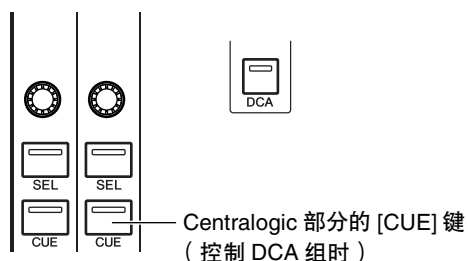 DCA
SEL SEL
CUE CUE
Centralogic 部分的 [CUE] 键
（ 控制 DCA 组时 ）